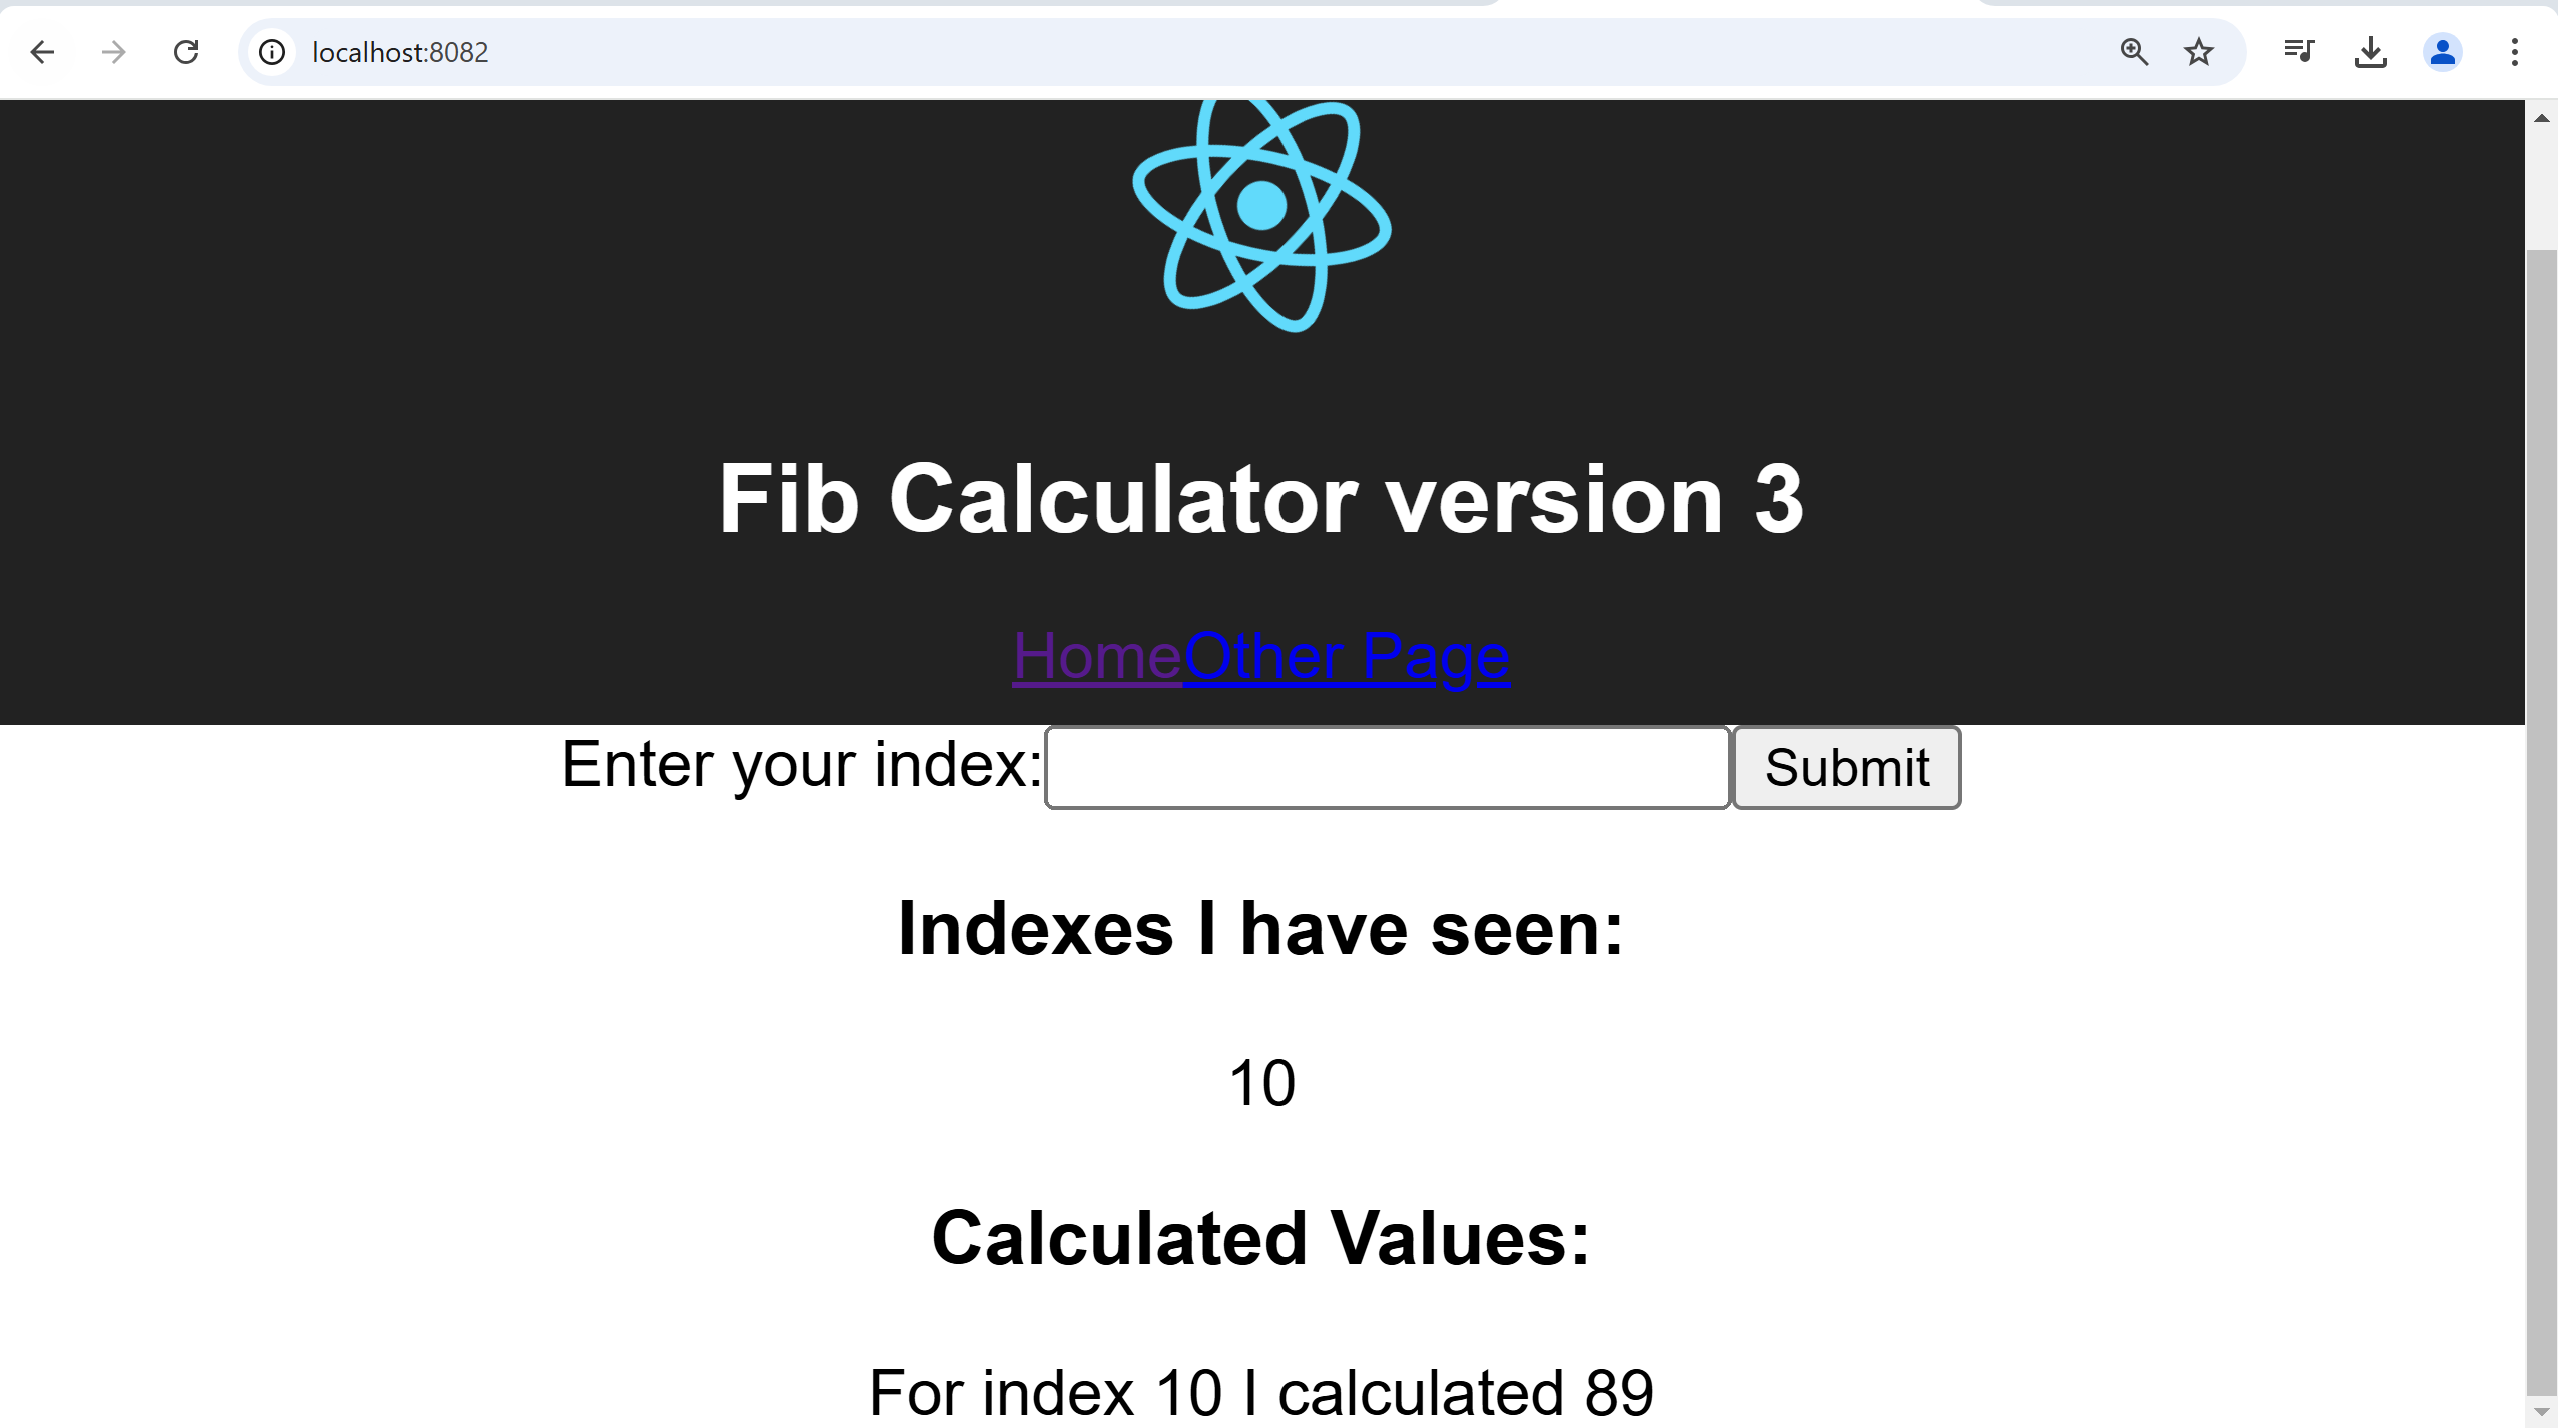 localhost:8082
Fib Calculator version 3
HomeOther Page
Enter your index: Submit
Indexes I have seen:
10
Calculated Values:
For index 10 I calculated 89